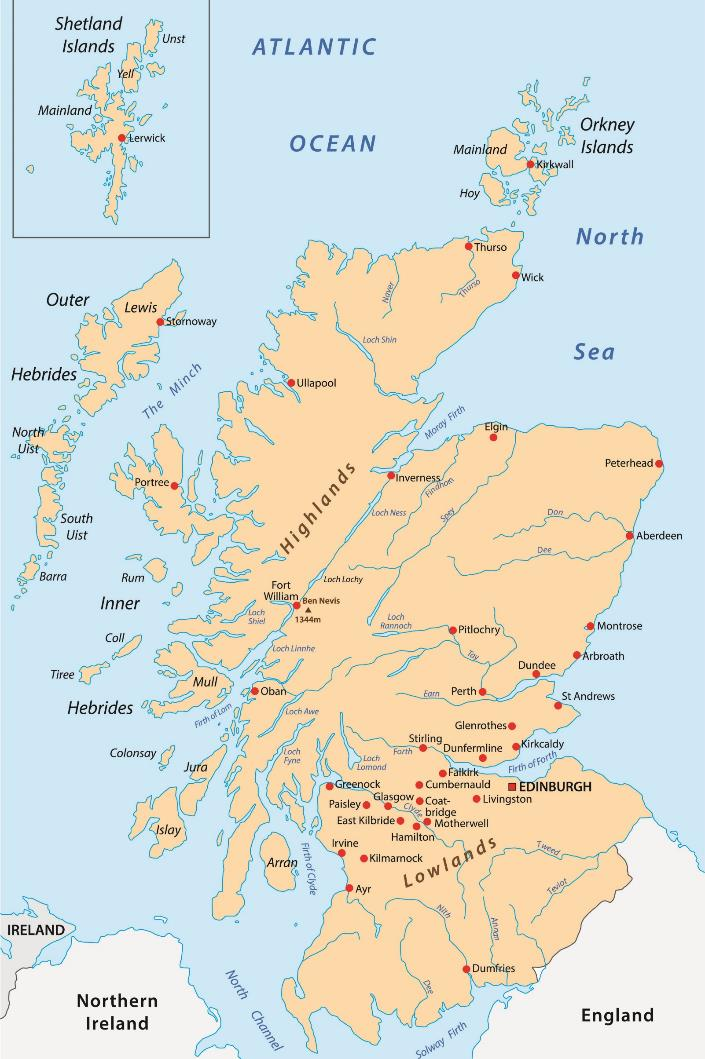 Shetland
Islands
Unst
Yell
Mainland
Lerwick
ATLANTIC
OCEAN
Orkney
Islands
Mainland
Kirkwall
Hoy
North
Sea
Thurso
Wick
Naver
Thurso
Outer
Lewis
Stornoway
Hebrides
The Minch
Loch Shin
Ullapool
North
Uist
Moray Firth
Elgin
Peterhead
Portree
Inverness
Findhorn
Highlands
Loch Ness
Spey
Don
South
Uist
Aberdeen
Dee
Barra
Rum
Loch Lochy
Fort
William
Ben Nevis
1344m
Inner
Loch
Shiel
Loch
Rannoch
Pitlochry
Montrose
Coll
Loch Linnhe
Tay
Arbroath
Tiree
Mull
Dundee
Oban
Earn
Perth
St Andrews
Hebrides
Firth of Lorn
Loch Awe
Glenrothes
Colonsay
Loch
Fyne
Stirling
Forth
Dunfermline
Kirkcaldy
Loch
Lomond
Firth of Forth
Jura
Falkirk
Greenock
Cumbernauld
EDINBURGH
Glasgow
Coat-
bridge
Livingston
Paisley
Clyde
Islay
East Kilbride
Motherwell
Hamilton
Irvine
Lowlands
Tweed
Arran
Firth of Clyde
Kilmarnock
Teviot
Ayr
Nith
Annan
IRELAND
Dumfries
Dee
Northern
Ireland
North
Channel
England
Solway Firth